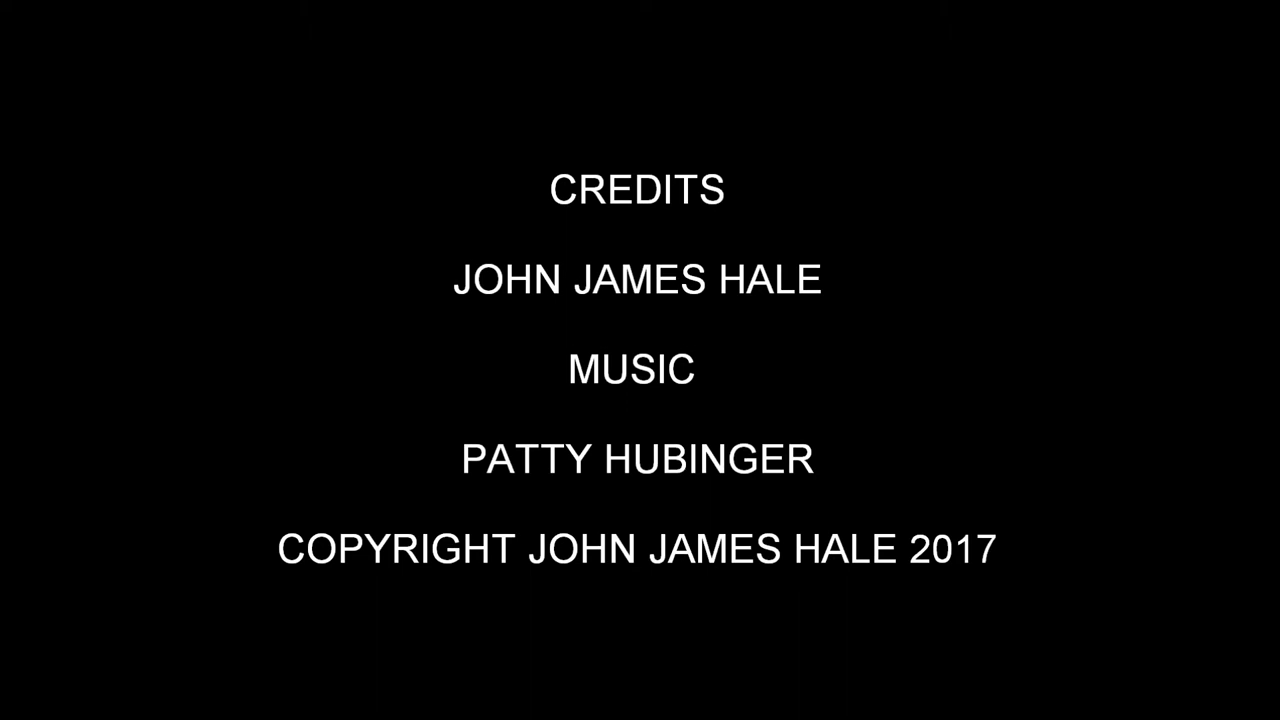 CREDITS
JOHN JAMES HALE
MUSIC
PATTY HUBINGER
COPYRIGHT JOHN JAMES HALE 2017